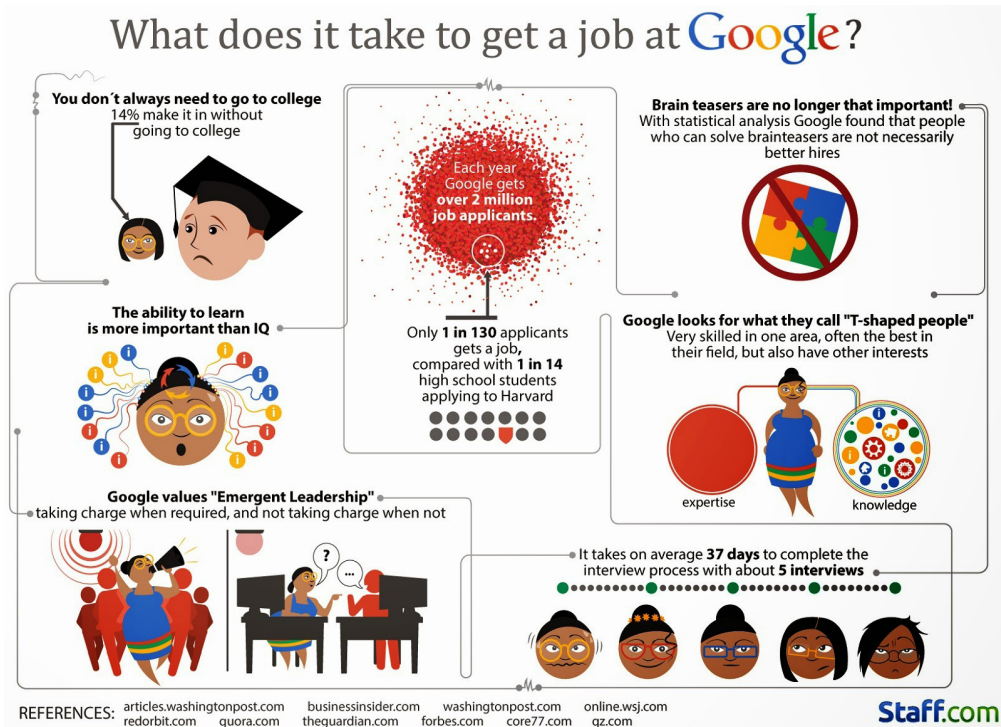 What does it take to get a job at Google?
You don´t always need to go to college
14% make it in without
going to college
Each year
Google gets
over 2 million
job applicants.
Only 1 in 130 applicants
gets a job,
compared with 1 in 14
high school students
applying to Harvard
Brain teasers are no longer that important!
With statistical analysis Google found that people
who can solve brainteasers are not necessarily
better hires
The ability to learn
is more important than IQ
i
i
i
i
i
i
i
i
i
i
i
i
Google looks for what they call "T-shaped people"
Very skilled in one area, often the best in
their field, but also have other interests
i
i
expertise
knowledge
Google values "Emergent Leadership"
taking charge when required, and not taking charge when not
?
...
It takes on average 37 days to complete the
interview process with about 5 interviews
REFERENCES:
articles.washingtonpost.com businessinsider.com washingtonpost.com online.wsj.com
redorbit.com quora.com theguardian.com forbes.com core77.com qz.com
Staff.com